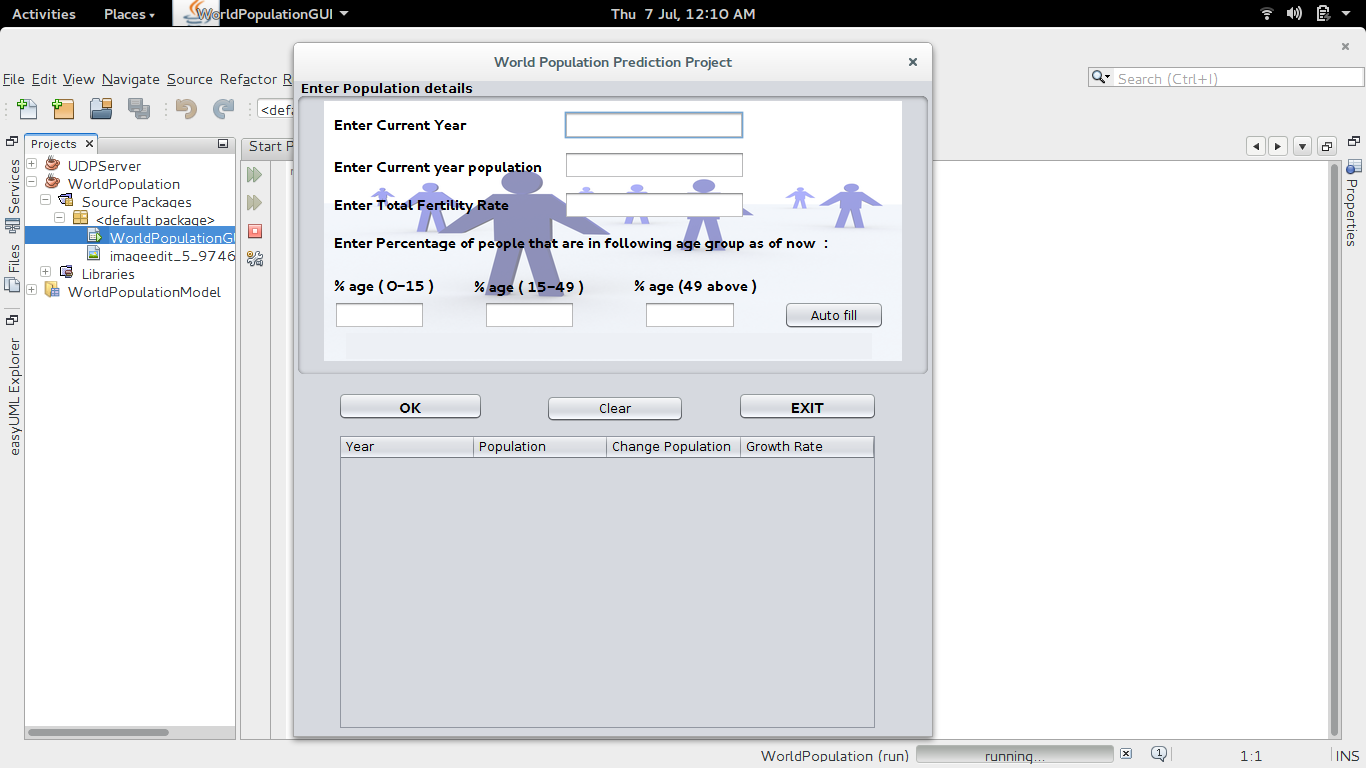 Activities Places WorldPopulationGUI Thu 7 Jul, 12:10 AM
World Population Prediction Project
File Edit View Navigate Source Refactor R
Search (Ctrl+I)
<defa
Projects
Start P
Services
Files
easyUML Explorer
UDPServer
WorldPopulation
Source Packages
<default package>
WorldPopulationGU
imageedit_5_9746
Libraries
WorldPopulationModel
Enter Population details
Enter Current Year
Enter Current year population
Enter Total Fertility Rate
Enter Percentage of people that are in following age group as of now :
% age ( 0-15 ) % age ( 15-49 ) % age (49 above )
Auto fill
OK Clear EXIT
Year Population Change Population Growth Rate
Properties
WorldPopulation (run) running... 1 1:1 INS